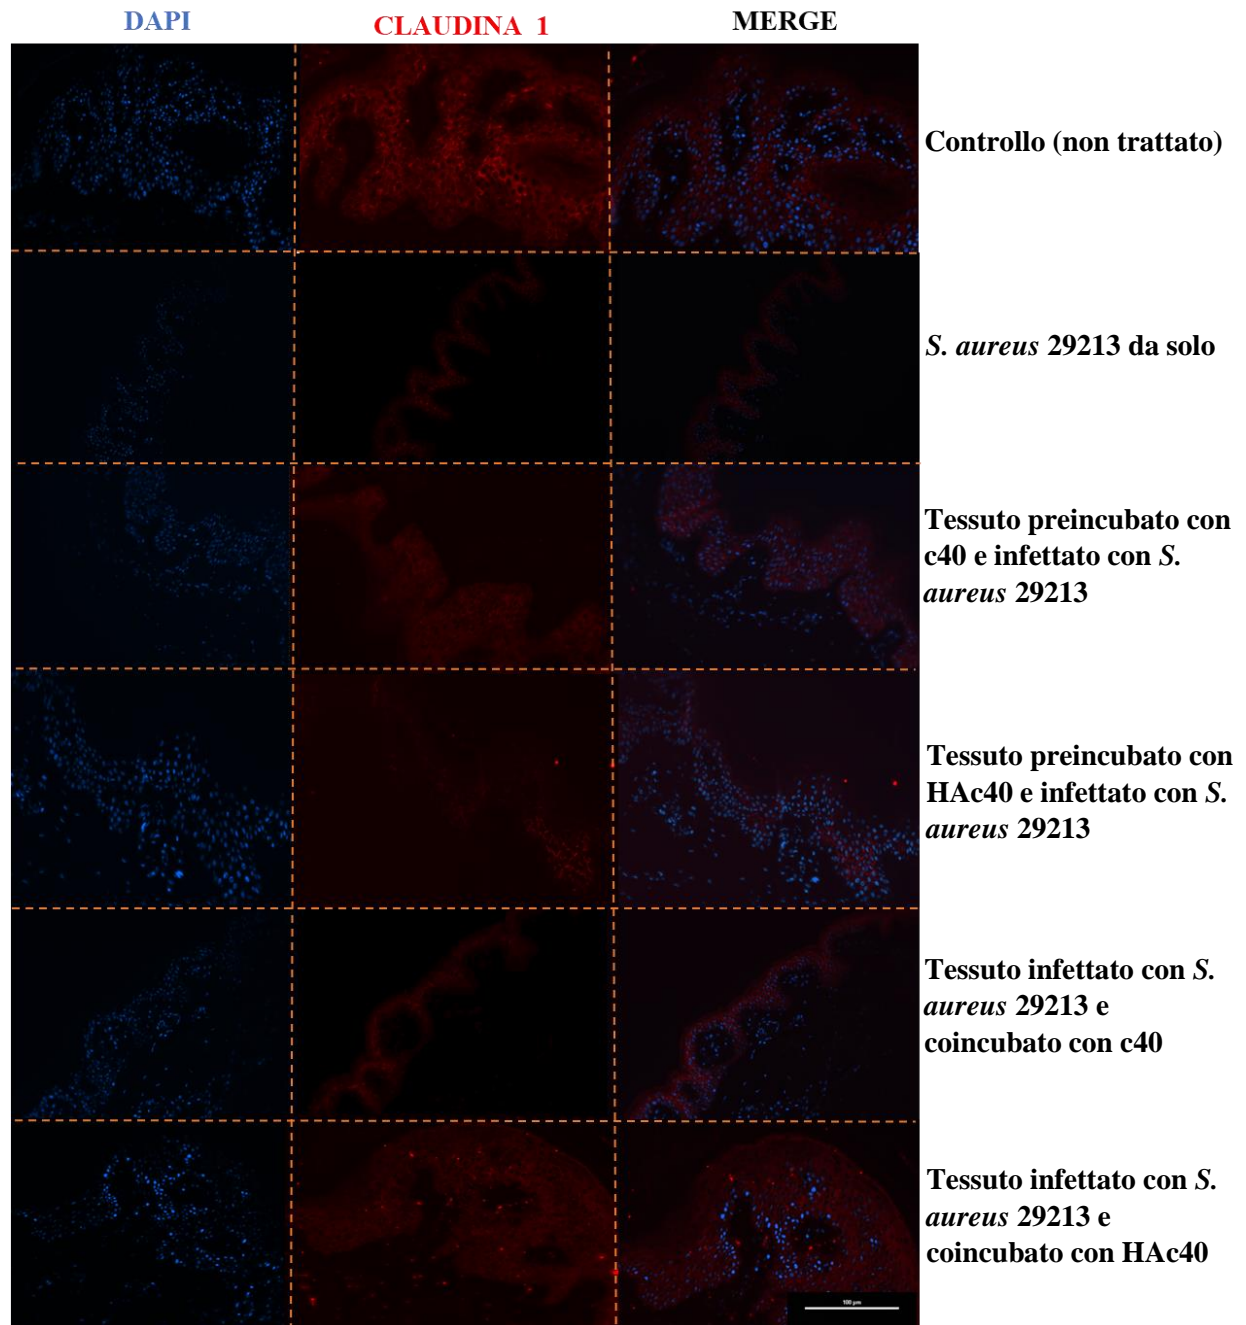 DAPI CLAUDINA 1 MERGE
Controllo (non trattato)
S. aureus 29213 da solo
Tessuto preincubato con
c40 e infettato con S.
aureus 29213
Tessuto preincubato con
HAc40 e infettato con S.
aureus 29213
Tessuto infettato con S.
aureus 29213 e
coincubato con c40
Tessuto infettato con S.
aureus 29213 e
coincubato con HAc40
100 µm